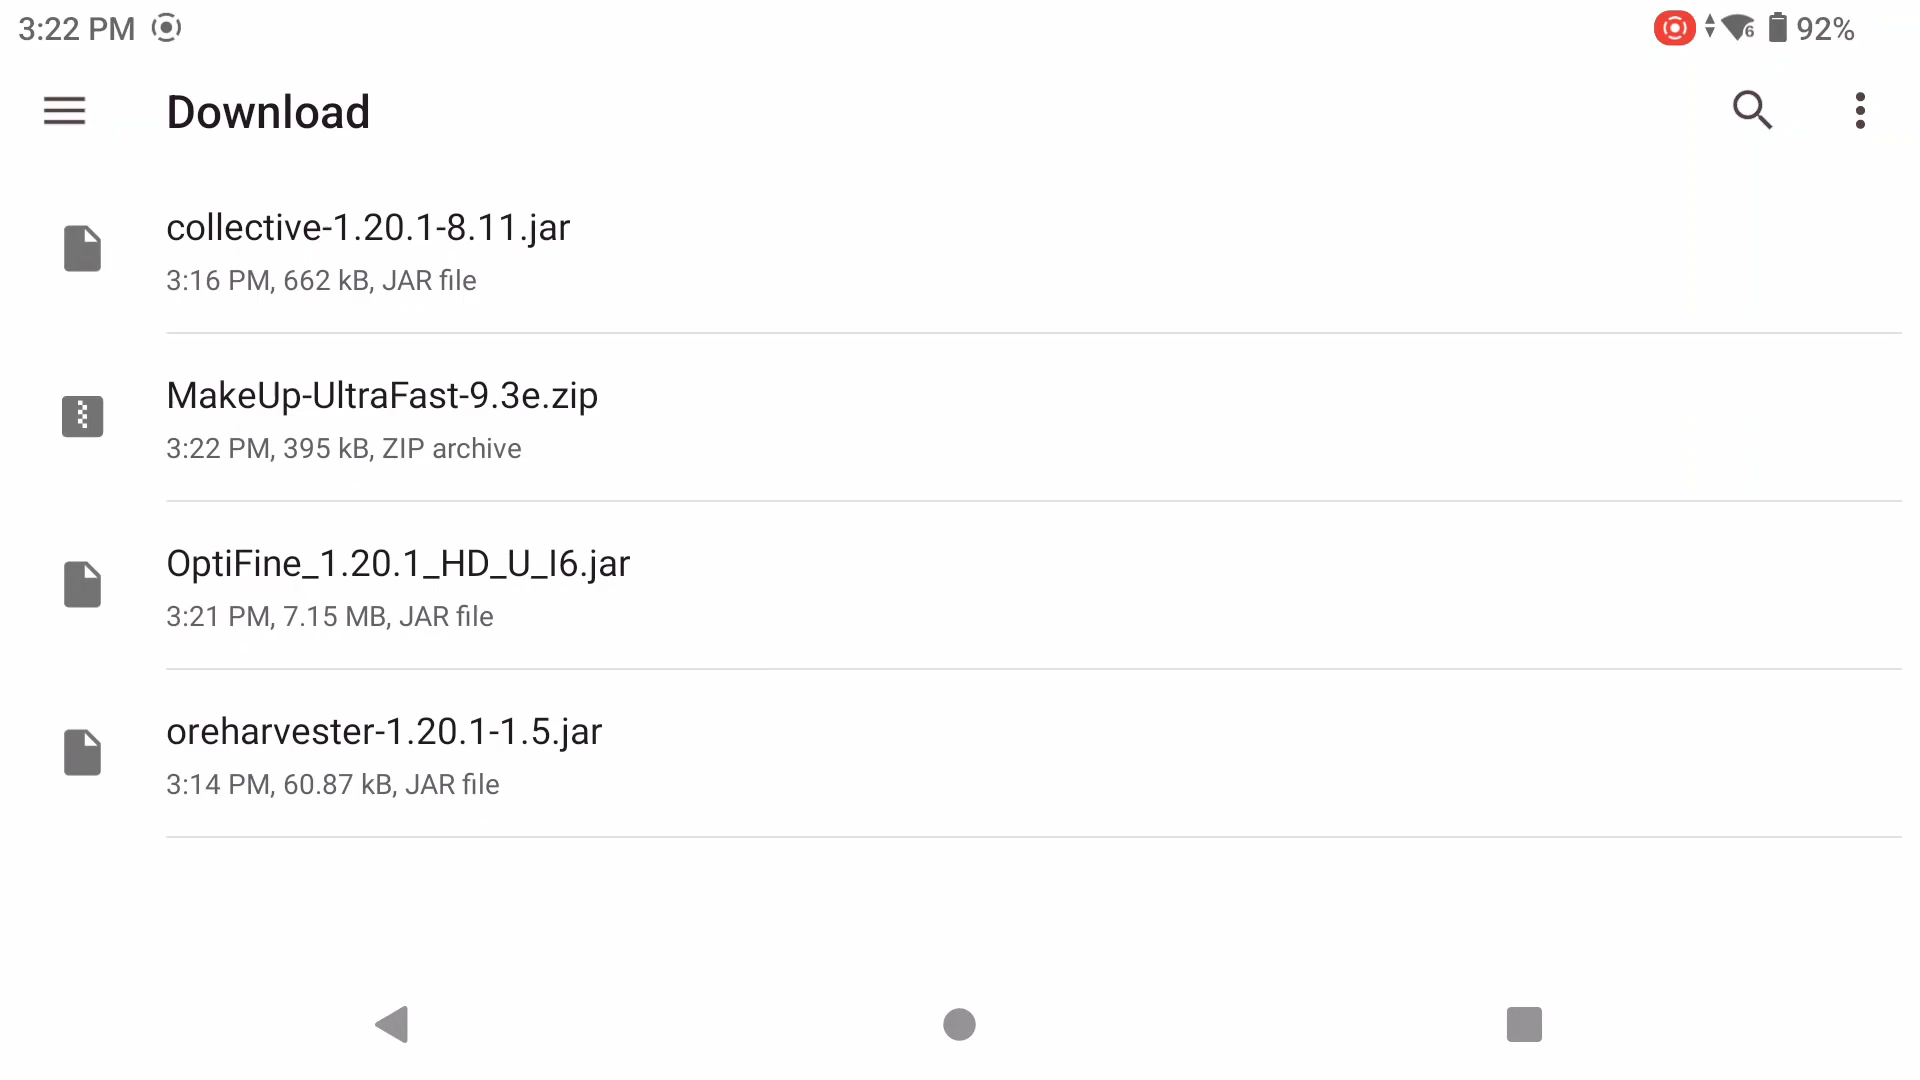 3:22 PM
6 92%
Download
collective-1.20.1-8.11.jar
3:16 PM, 662 kB, JAR file
MakeUp-UltraFast-9.3e.zip
3:22 PM, 395 kB, ZIP archive
OptiFine_1.20.1_HD_U_I6.jar
3:21 PM, 7.15 MB, JAR file
oreharvester-1.20.1-1.5.jar
3:14 PM, 60.87 kB, JAR file